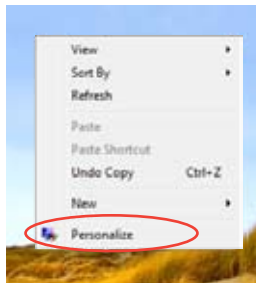 View
Sort By
Refresh
Paste
Paste Shortcut
Undo Copy Ctrl+Z
New
Personalize